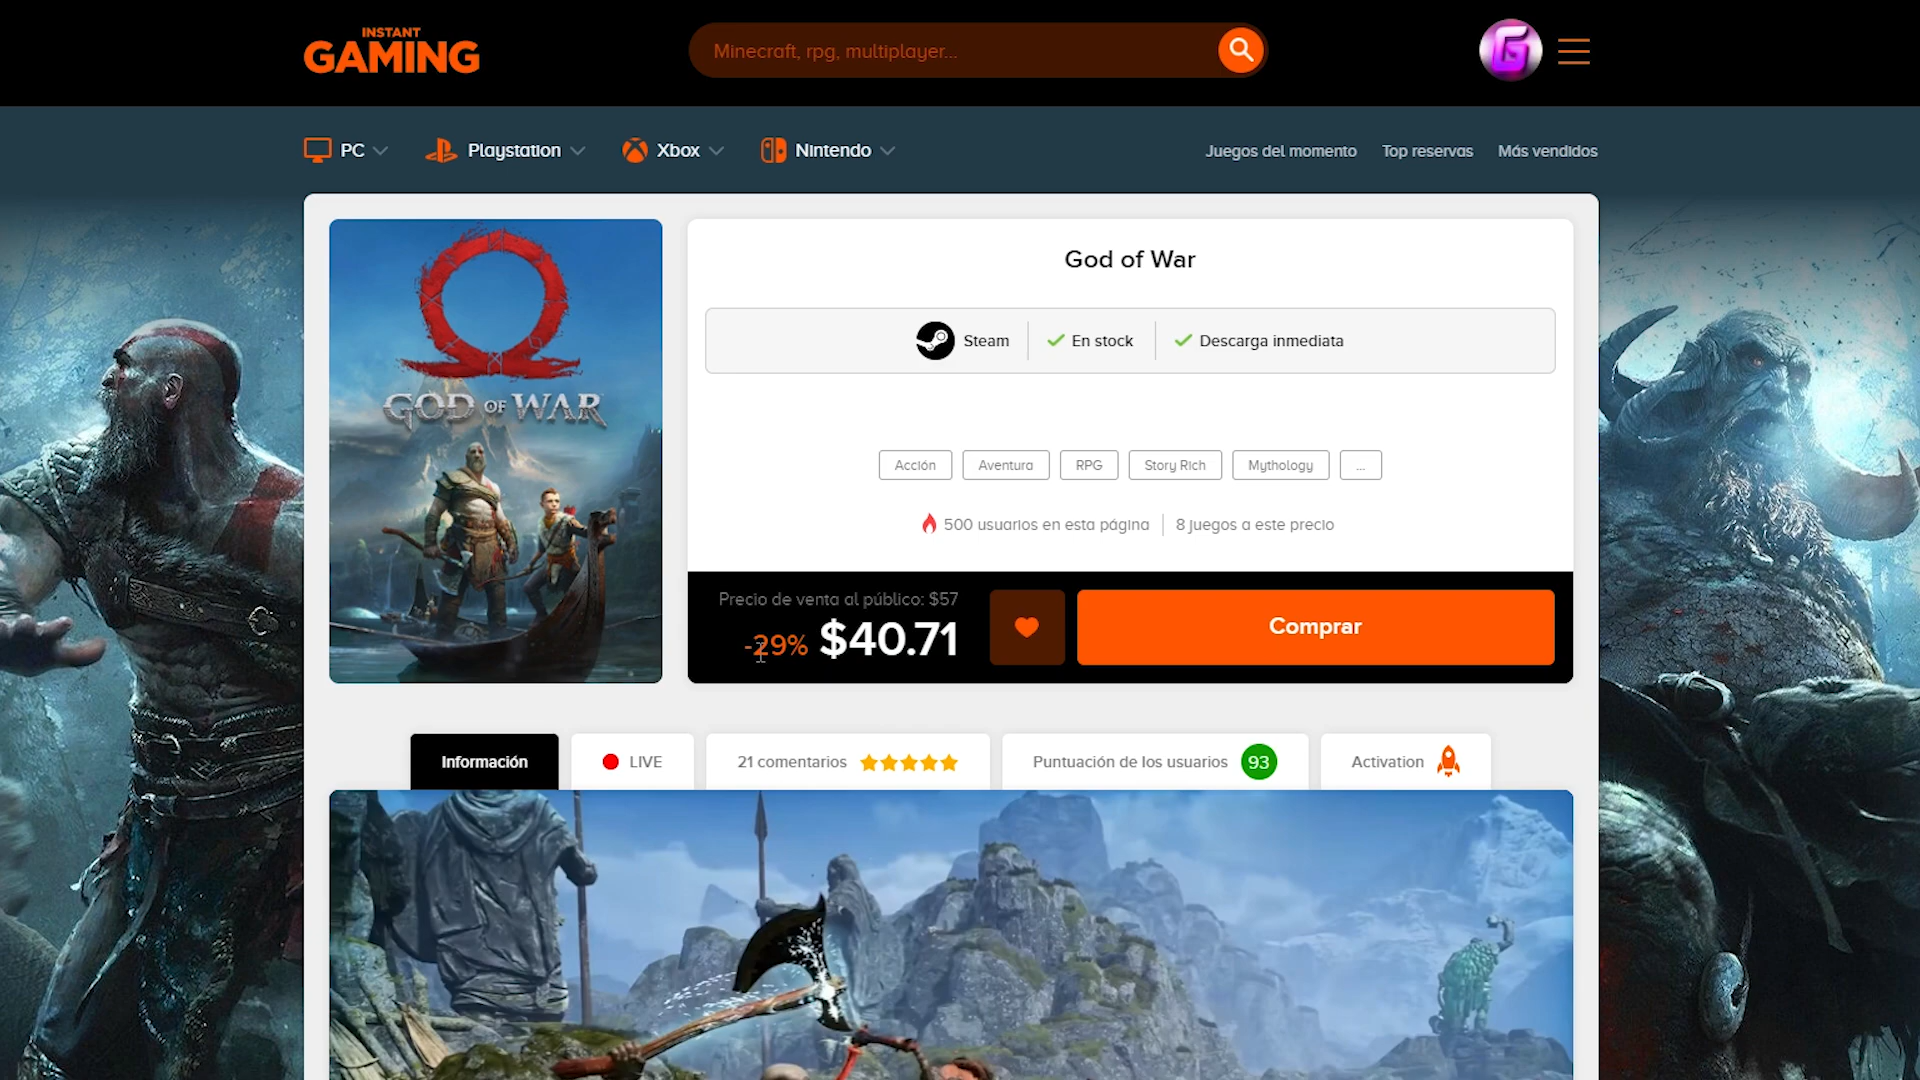 INSTANT
GAMING
Minecraft, rpg, multiplayer...
G
PC
Playstation
Xbox
Nintendo
Juegos del momento
Top reservas
Más vendidos
GOD OF WAR
God of War
Steam
En stock
Descarga inmediata
Acción
Aventura
RPG
Story Rich
Mythology
...
500 usuarios en esta página
8 juegos a este precio
Precio de venta al público: $57
-29% $40.71
Comprar
Información
LIVE
21 comentarios
Puntuación de los usuarios 93
Activation